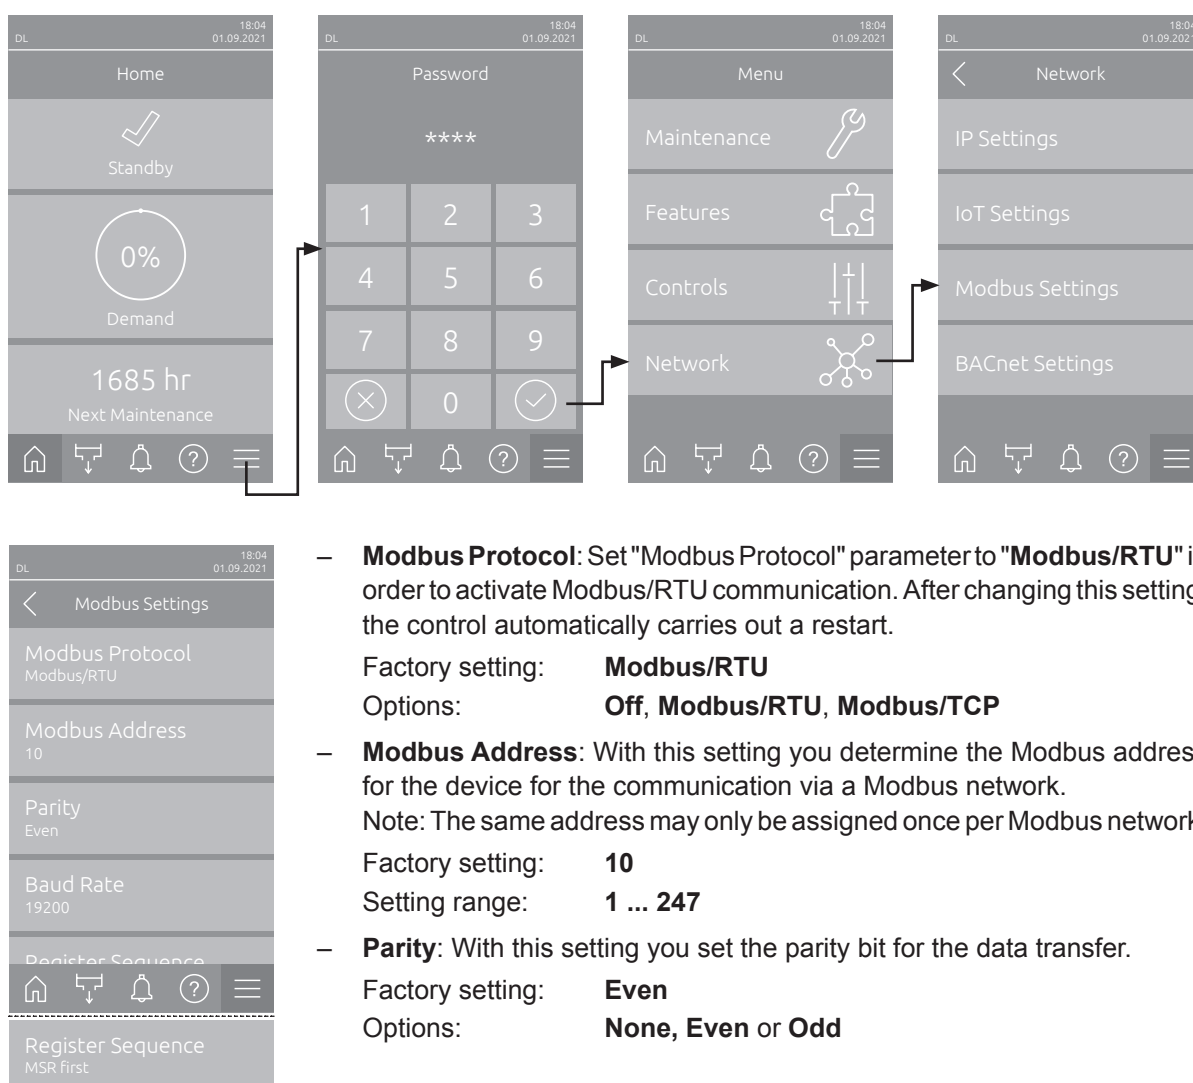 18:04
DL 01.09.2021
Home
Standby
0%
Demand
1685 hr
Next Maintenance
?
18:04
DL 01.09.2021
Password
****
1 2 3
4 5 6
7 8 9
0
?
18:04
DL 01.09.2021
Menu
Maintenance
Features
Controls
Network
?
18:04
DL 01.09.2021
Network
IP Settings
IoT Settings
Modbus Settings
BACnet Settings
?
18:04
DL 01.09.2021
Modbus Settings
Modbus Protocol
Modbus/RTU
Modbus Address
10
Parity
Even
Baud Rate
19200
Register Sequence
?
Register Sequence
MSR first
– Modbus Protocol: Set "Modbus Protocol" parameter to "Modbus/RTU" i
order to activate Modbus/RTU communication. After changing this setting
the control automatically carries out a restart.
Factory setting: Modbus/RTU
Options: Off, Modbus/RTU, Modbus/TCP
– Modbus Address: With this setting you determine the Modbus addres
for the device for the communication via a Modbus network.
Note: The same address may only be assigned once per Modbus network
Factory setting: 10
Setting range: 1 ... 247
– Parity: With this setting you set the parity bit for the data transfer.
Factory setting: Even
Options: None, Even or Odd